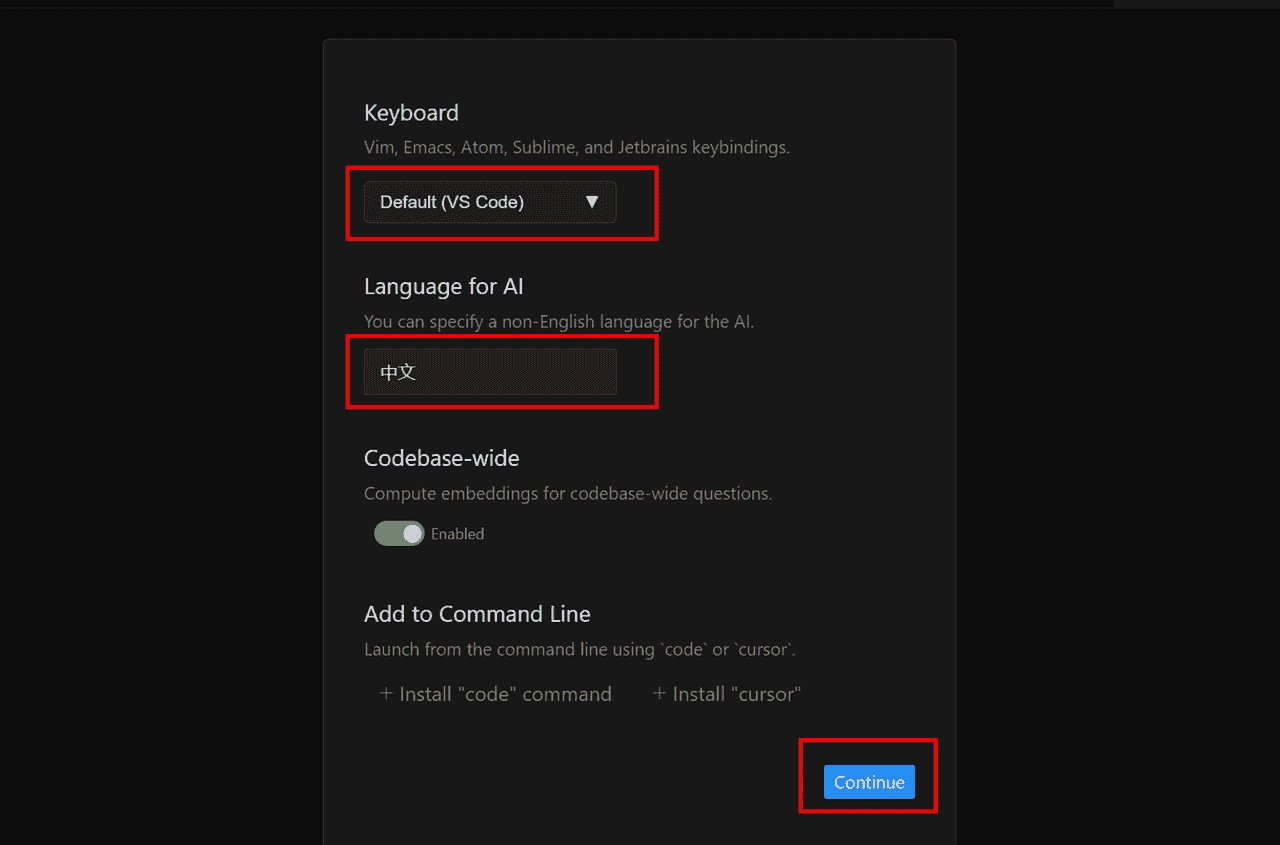 Keyboard
Vim, Emacs, Atom, Sublime, and Jetbrains keybindings.
Default (VS Code) ▼
Language for AI
You can specify a non-English language for the AI.
中文
Codebase-wide
Compute embeddings for codebase-wide questions.
Enabled
Add to Command Line
Launch from the command line using `code` or `cursor`.
+ Install "code" command + Install "cursor"
Continue